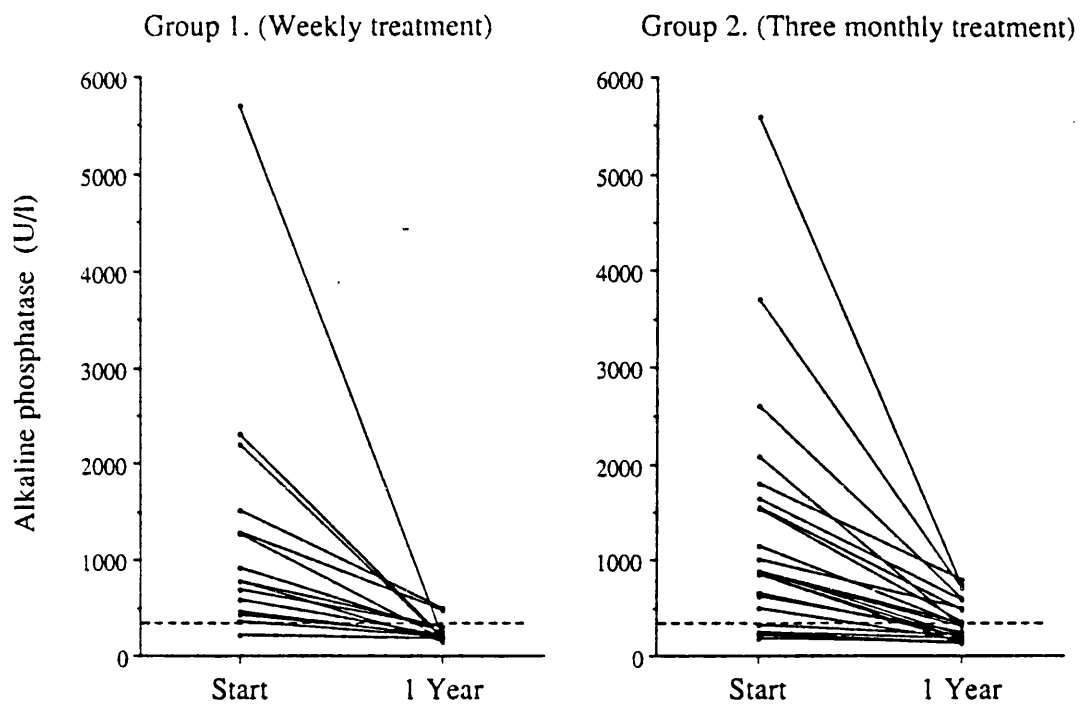 Group 1. (Weekly treatment)
Group 2. (Three monthly treatment)
Alkaline phosphatase (U/l)
6000
5000
4000
3000
2000
1000
0
Start
1 Year
6000
5000
4000
3000
2000
1000
0
Start
1 Year